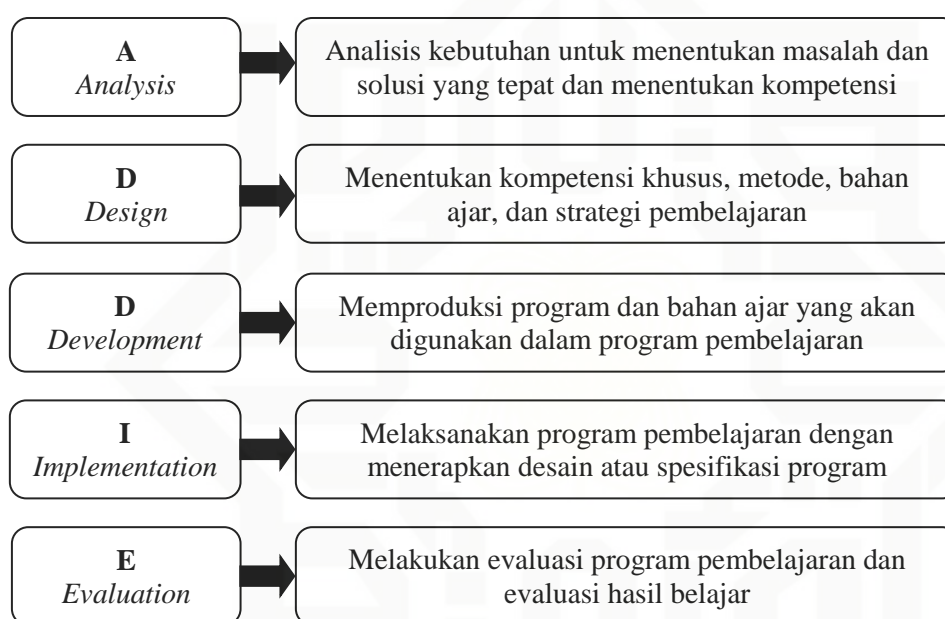 A
Analysis
Analisis kebutuhan untuk menentukan masalah dan
solusi yang tepat dan menentukan kompetensi
D
Design
Menentukan kompetensi khusus, metode, bahan
ajar, dan strategi pembelajaran
D
Development
Memproduksi program dan bahan ajar yang akan
digunakan dalam program pembelajaran
I
Implementation
Melaksanakan program pembelajaran dengan
menerapkan desain atau spesifikasi program
E
Evaluation
Melakukan evaluasi program pembelajaran dan
evaluasi hasil belajar